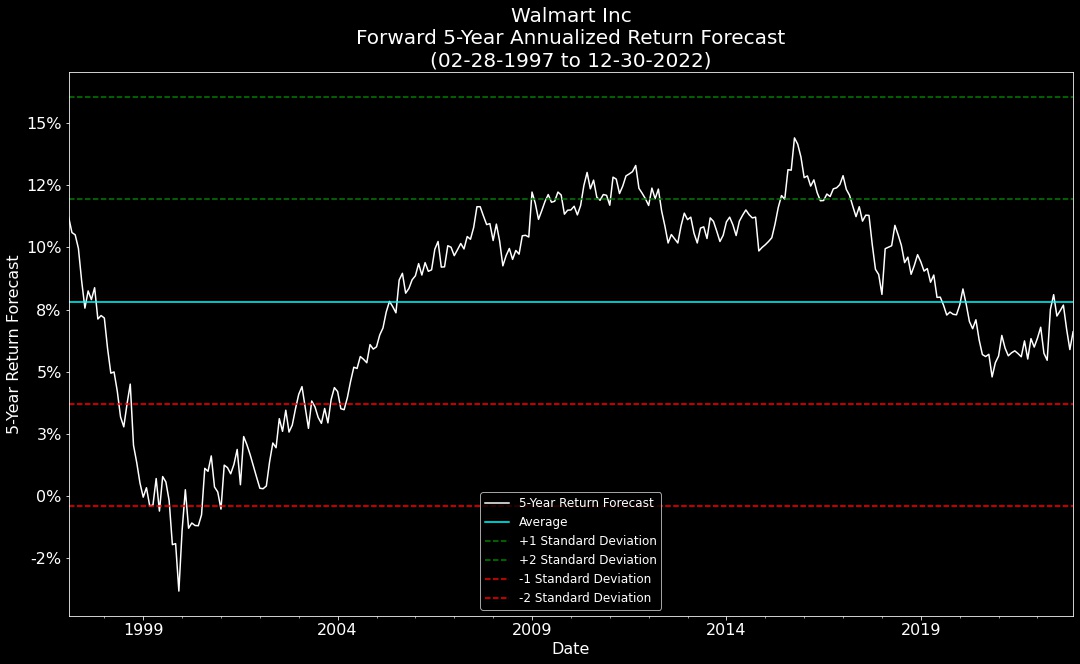 Walmart Inc
Forward 5-Year Annualized Return Forecast
(02-28-1997 to 12-30-2022)
5-Year Return Forecast
15%
12%
10%
8%
5%
3%
0%
-2%
5-Year Return Forecast
Average
+1 Standard Deviation
+2 Standard Deviation
-1 Standard Deviation
-2 Standard Deviation
1999
2004
2009
2014
2019
Date